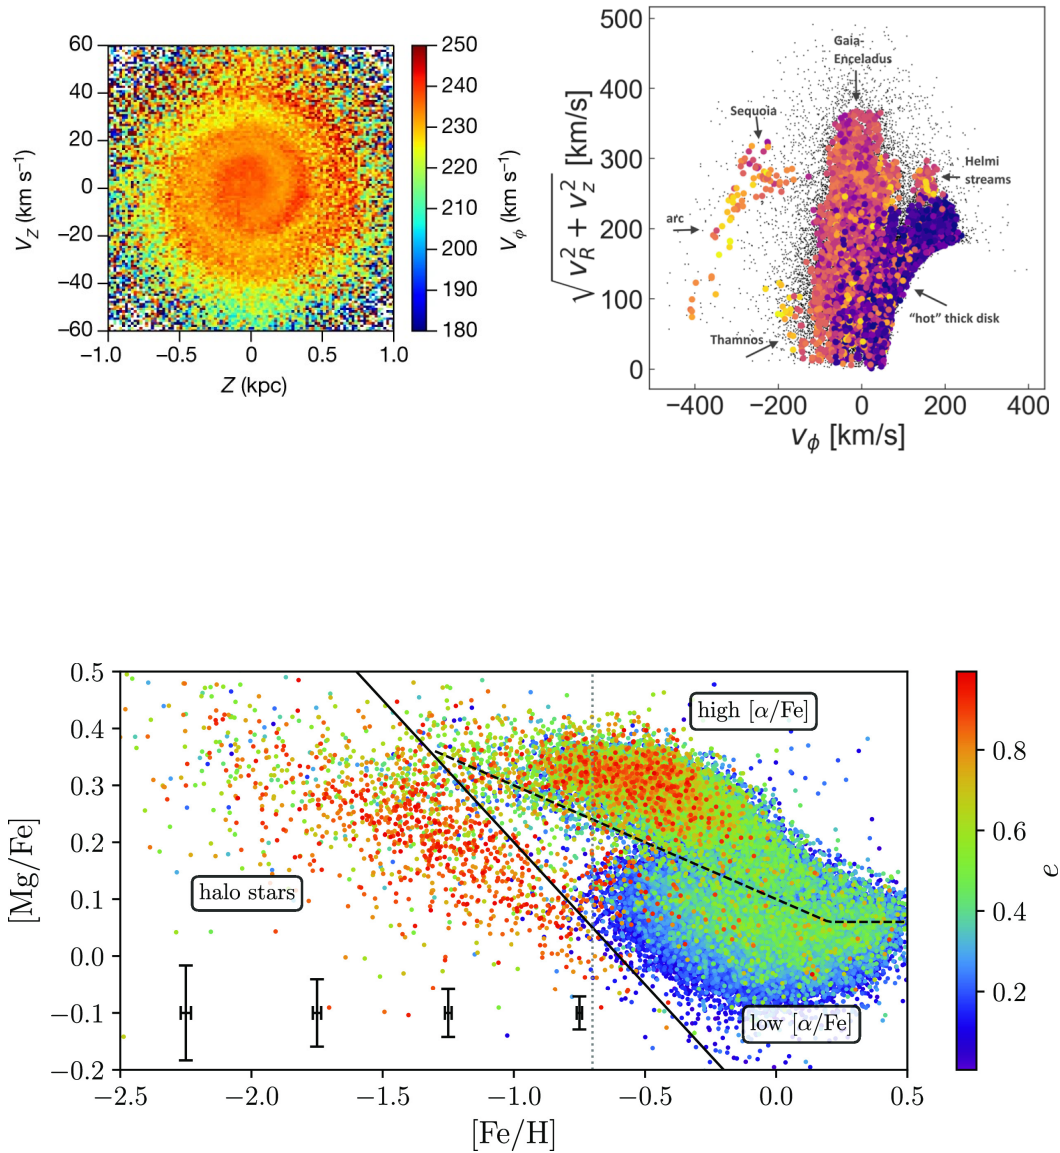 60
40
20
0
−20
−40
−60
V_Z (km s⁻¹)
−1.0 −0.5 0 0.5 1.0
Z (kpc)
250
240
230
220
210
200
190
180
V_ϕ (km s⁻¹)
500
400
300
200
100
0
√v_R² + v_z² [km/s]
Gaia-
Enceladus
Sequoia
Helmi
streams
arc
"hot" thick disk
Thamnos
−400 −200 0 200 400
v_ϕ [km/s]
0.5
0.4
0.3
0.2
0.1
0.0
−0.1
−0.2
[Mg/Fe]
high [α/Fe]
halo stars
low [α/Fe]
−2.5 −2.0 −1.5 −1.0 −0.5 0.0 0.5
[Fe/H]
0.8
0.6
0.4
0.2
e